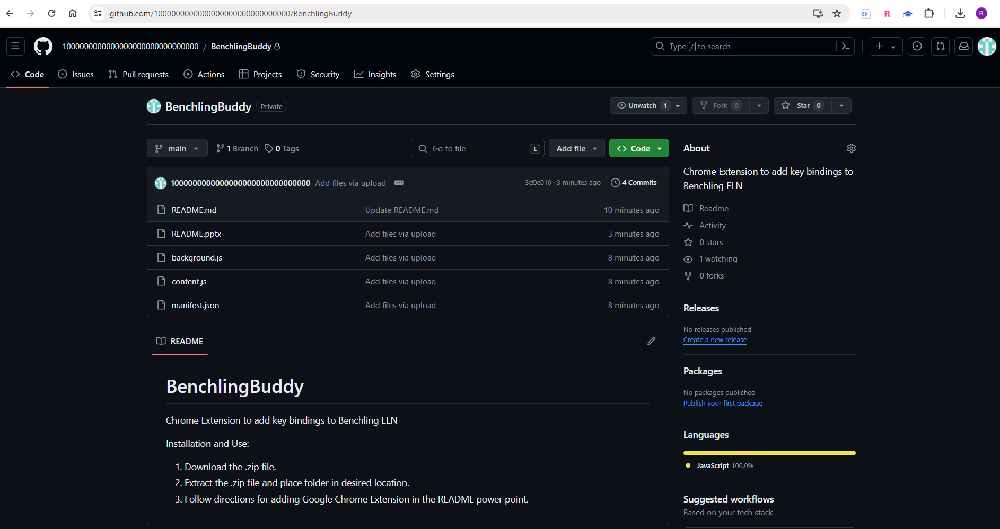 github.com/1000000000000000000000000000000/BenchlingBuddy
R
R
1000000000000000000000000000000 / BenchlingBuddy
Type / to search
Code
Issues
Pull requests
Actions
Projects
Security
Insights
Settings
BenchlingBuddy Private
Unwatch 1
Fork 0
Star 0
main
1 Branch
0 Tags
Go to file t
Add file
Code
1000000000000000000000000000000 Add files via upload 3d9c010 · 3 minutes ago 4 Commits
README.md Update README.md 10 minutes ago
README.pptx Add files via upload 3 minutes ago
background.js Add files via upload 8 minutes ago
content.js Add files via upload 8 minutes ago
manifest.json Add files via upload 8 minutes ago
README
BenchlingBuddy
Chrome Extension to add key bindings to Benchling ELN
Installation and Use:
1. Download the .zip file.
2. Extract the .zip file and place folder in desired location.
3. Follow directions for adding Google Chrome Extension in the README power point.
About
Chrome Extension to add key bindings to
Benchling ELN
Readme
Activity
0 stars
1 watching
0 forks
Releases
No releases published
Create a new release
Packages
No packages published
Publish your first package
Languages
JavaScript 100.0%
Suggested workflows
Based on your tech stack